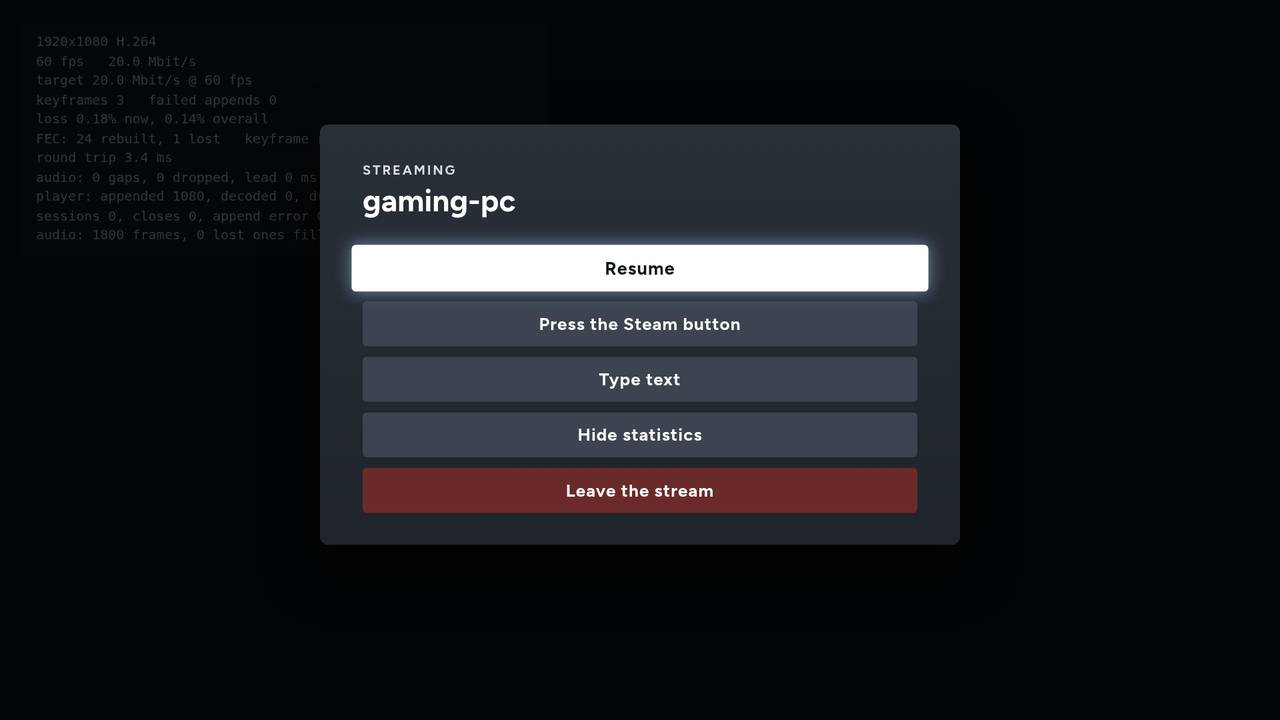 1920x1080 H.264
60 fps   20.0 Mbit/s
target 20.0 Mbit/s @ 60 fps
keyframes 3   failed appends 0
loss 0.18% now, 0.14% overall
FEC: 24 rebuilt, 1 lost   keyframe
round trip 3.4 ms
audio: 0 gaps, 0 dropped, lead 0 ms
player: appended 1080, decoded 0,
sessions 0, closes 0, append error
audio: 1800 frames, 0 lost ones
STREAMING
gaming-pc
Resume
Press the Steam button
Type text
Hide statistics
Leave the stream